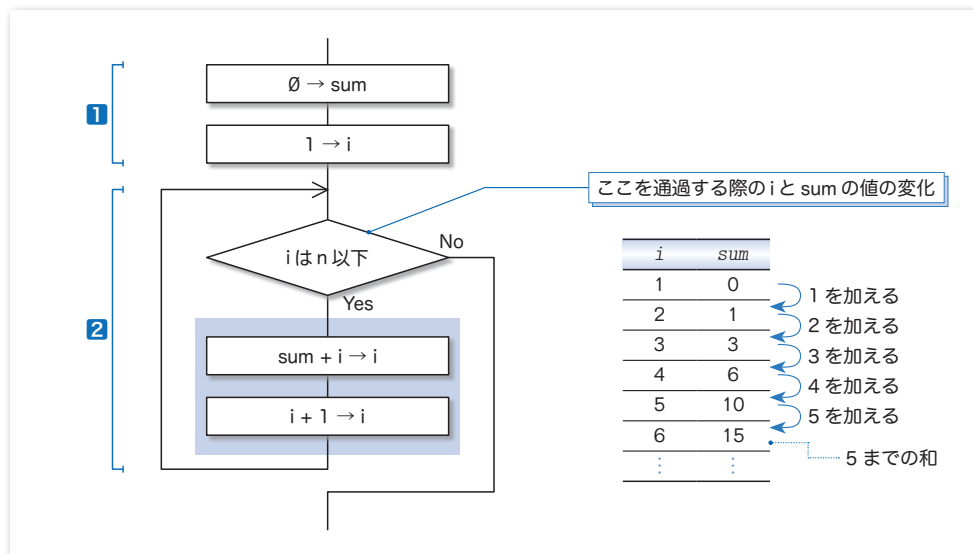 1
Ø → sum
1 → i
2
i は n 以下
No
Yes
sum + i → i
i + 1 → i
ここを通過する際の i と sum の値の変化
i sum
1 0
2 1
3 3
4 6
5 10
6 15
⋮ ⋮
1 を加える
2 を加える
3 を加える
4 を加える
5 を加える
5 までの和